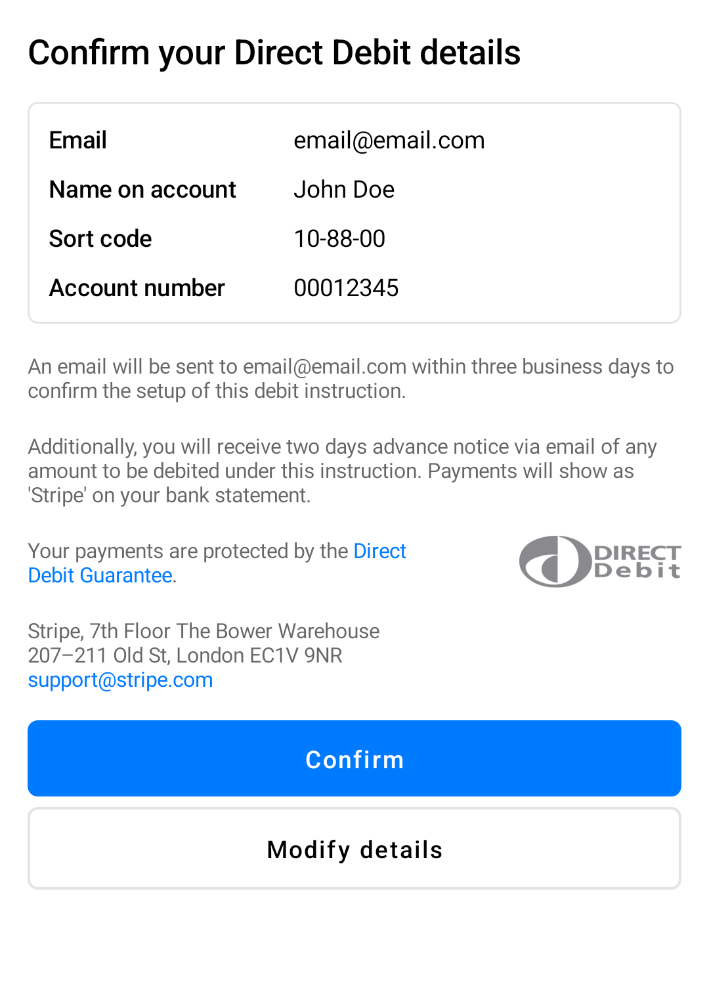 Confirm your Direct Debit details
Email email@email.com
Name on account John Doe
Sort code 10-88-00
Account number 00012345
An email will be sent to email@email.com within three business days to
confirm the setup of this debit instruction.
Additionally, you will receive two days advance notice via email of any
amount to be debited under this instruction. Payments will show as
'Stripe' on your bank statement.
Your payments are protected by the Direct
Debit Guarantee.
DIRECT
Debit
Stripe, 7th Floor The Bower Warehouse
207–211 Old St, London EC1V 9NR
support@stripe.com
Confirm
Modify details